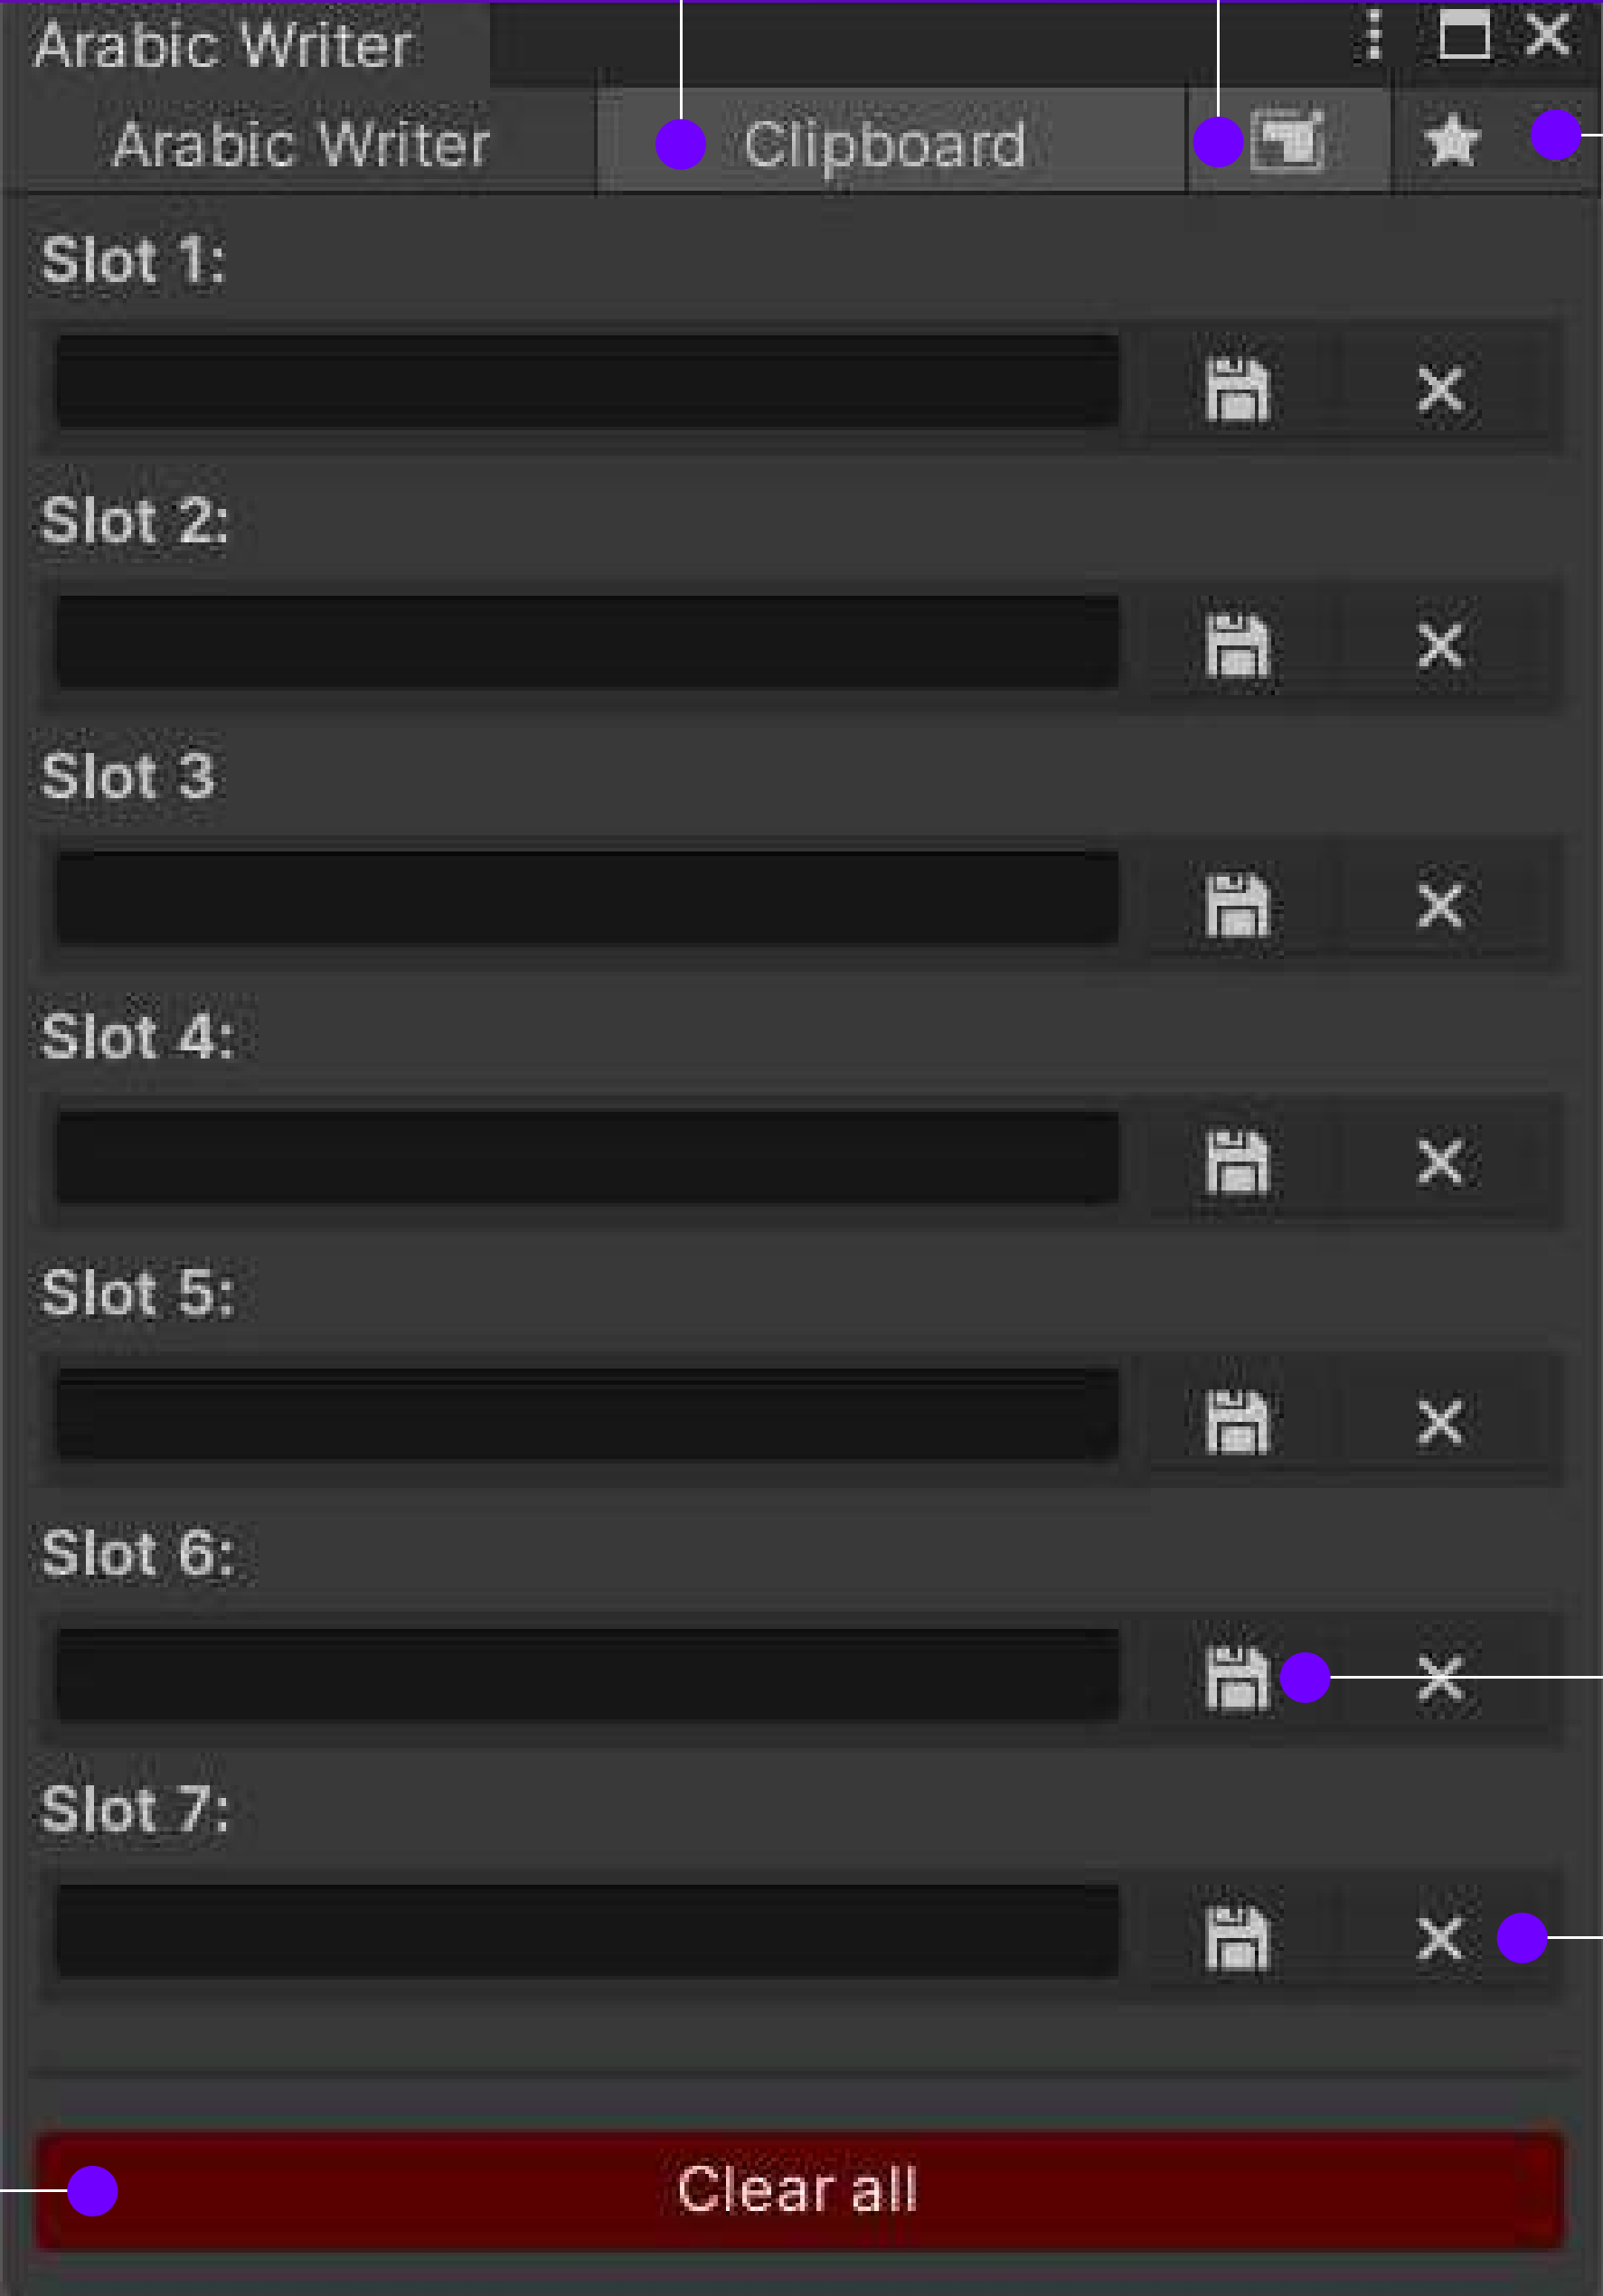 Arabic Writer
Arabic Writer Clipboard
Slot 1:
Slot 2:
Slot 3
Slot 4:
Slot 5:
Slot 6:
Slot 7:
Clear all